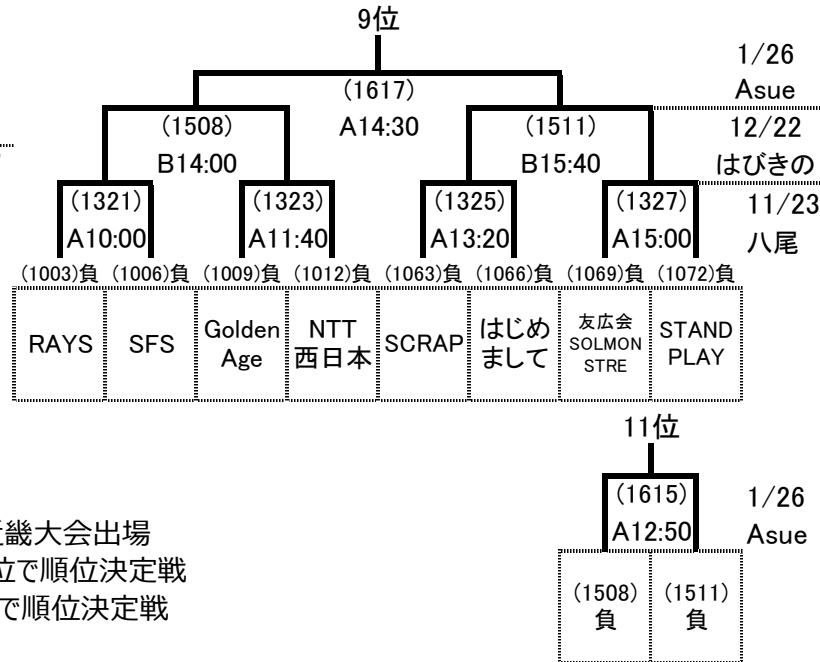 9位
1/26
Asue
(1617)
A14:30
(1508)
B14:00
(1511)
B15:40
12/22
はびきの
(1321)
A10:00
(1323)
A11:40
(1325)
A13:20
(1327)
A15:00
11/23
八尾
(1003)負 (1006)負 (1009)負 (1012)負 (1063)負 (1066)負 (1069)負 (1072)負
RAYS
SFS
Golden
Age
NTT
西日本
SCRAP
はじめ
まして
友広会
SOLMON
STRE
STAND
PLAY
11位
(1615)
A12:50
1/26
Asue
(1508)
負
(1511)
負
畿大会出場
位で順位決定戦
で順位決定戦